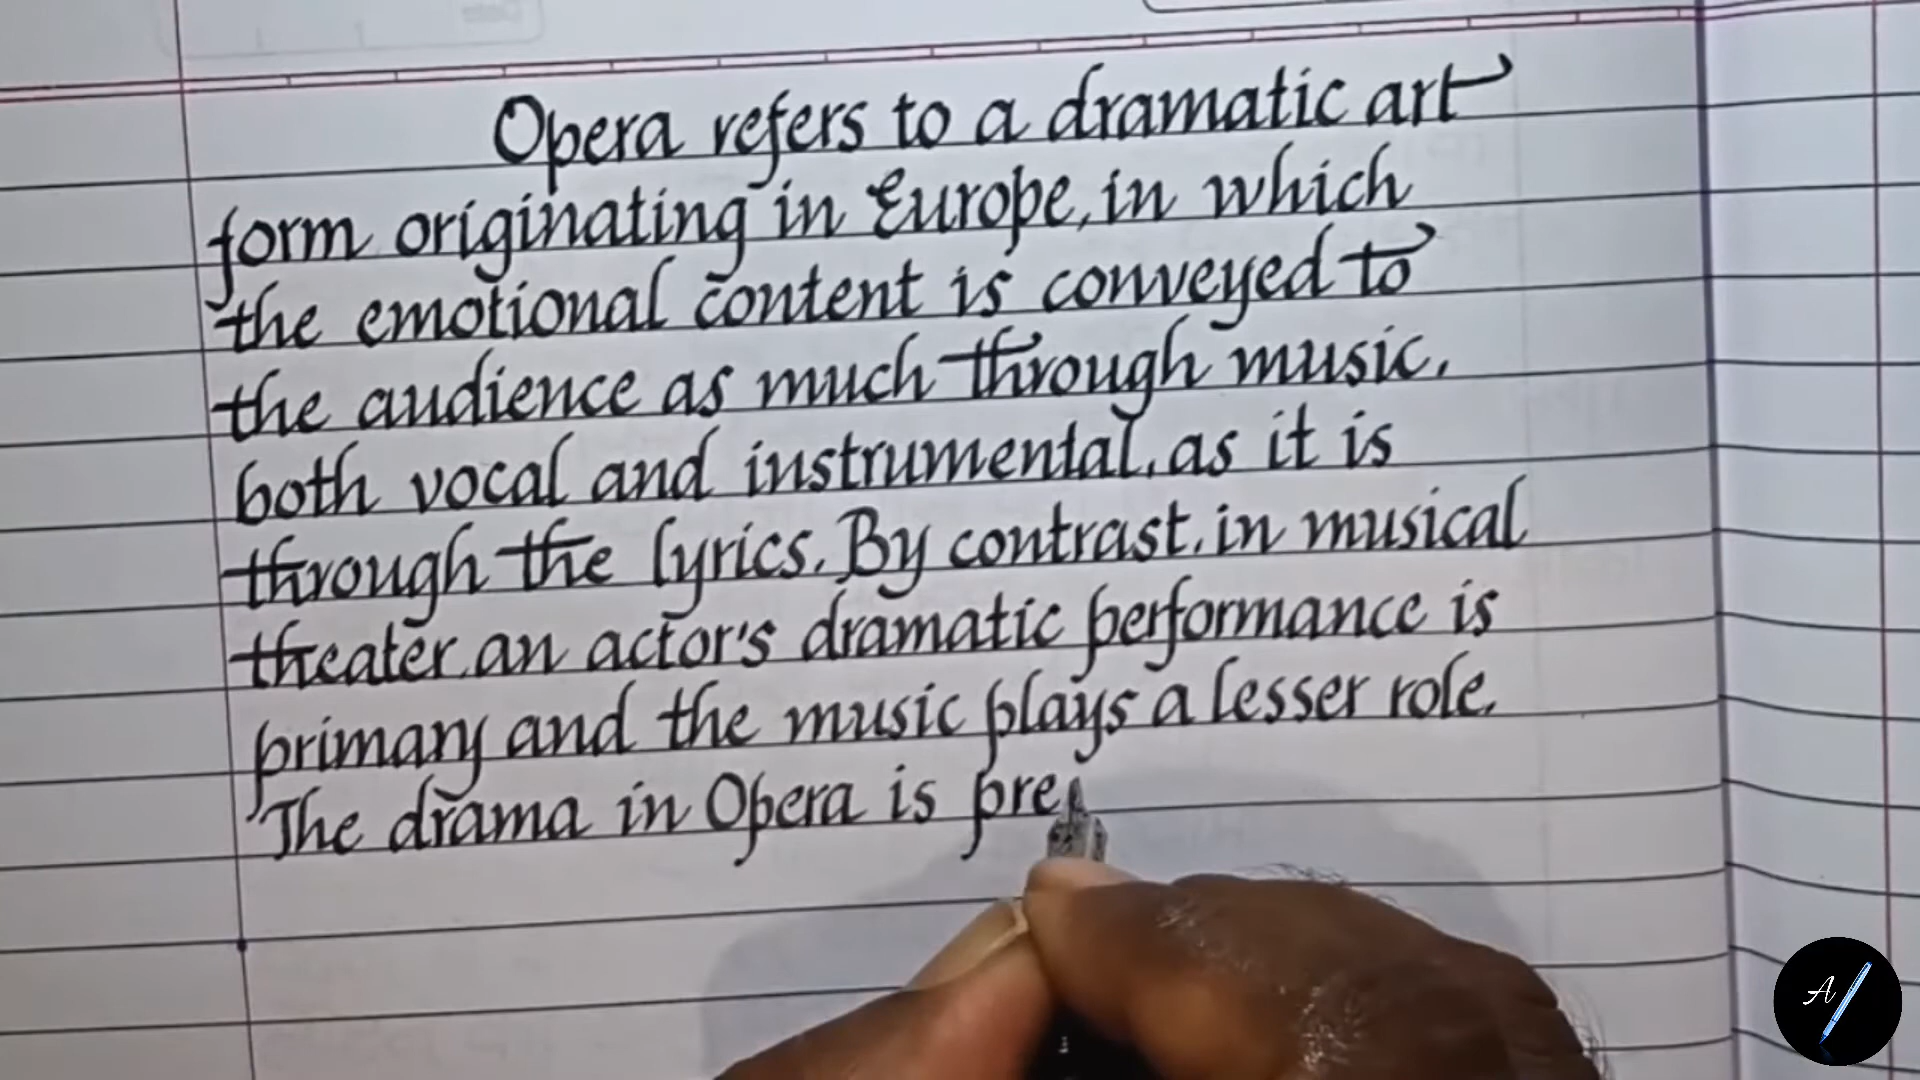 Opera refers to a dramatic art
form originating in Europe, in which
the emotional content is conveyed to
the audience as much through music,
both vocal and instrumental, as it is
through the lyrics. By contrast, in musical
theater, an actor's dramatic performance is
primary and the music plays a lesser role.
The drama in Opera is pre
A